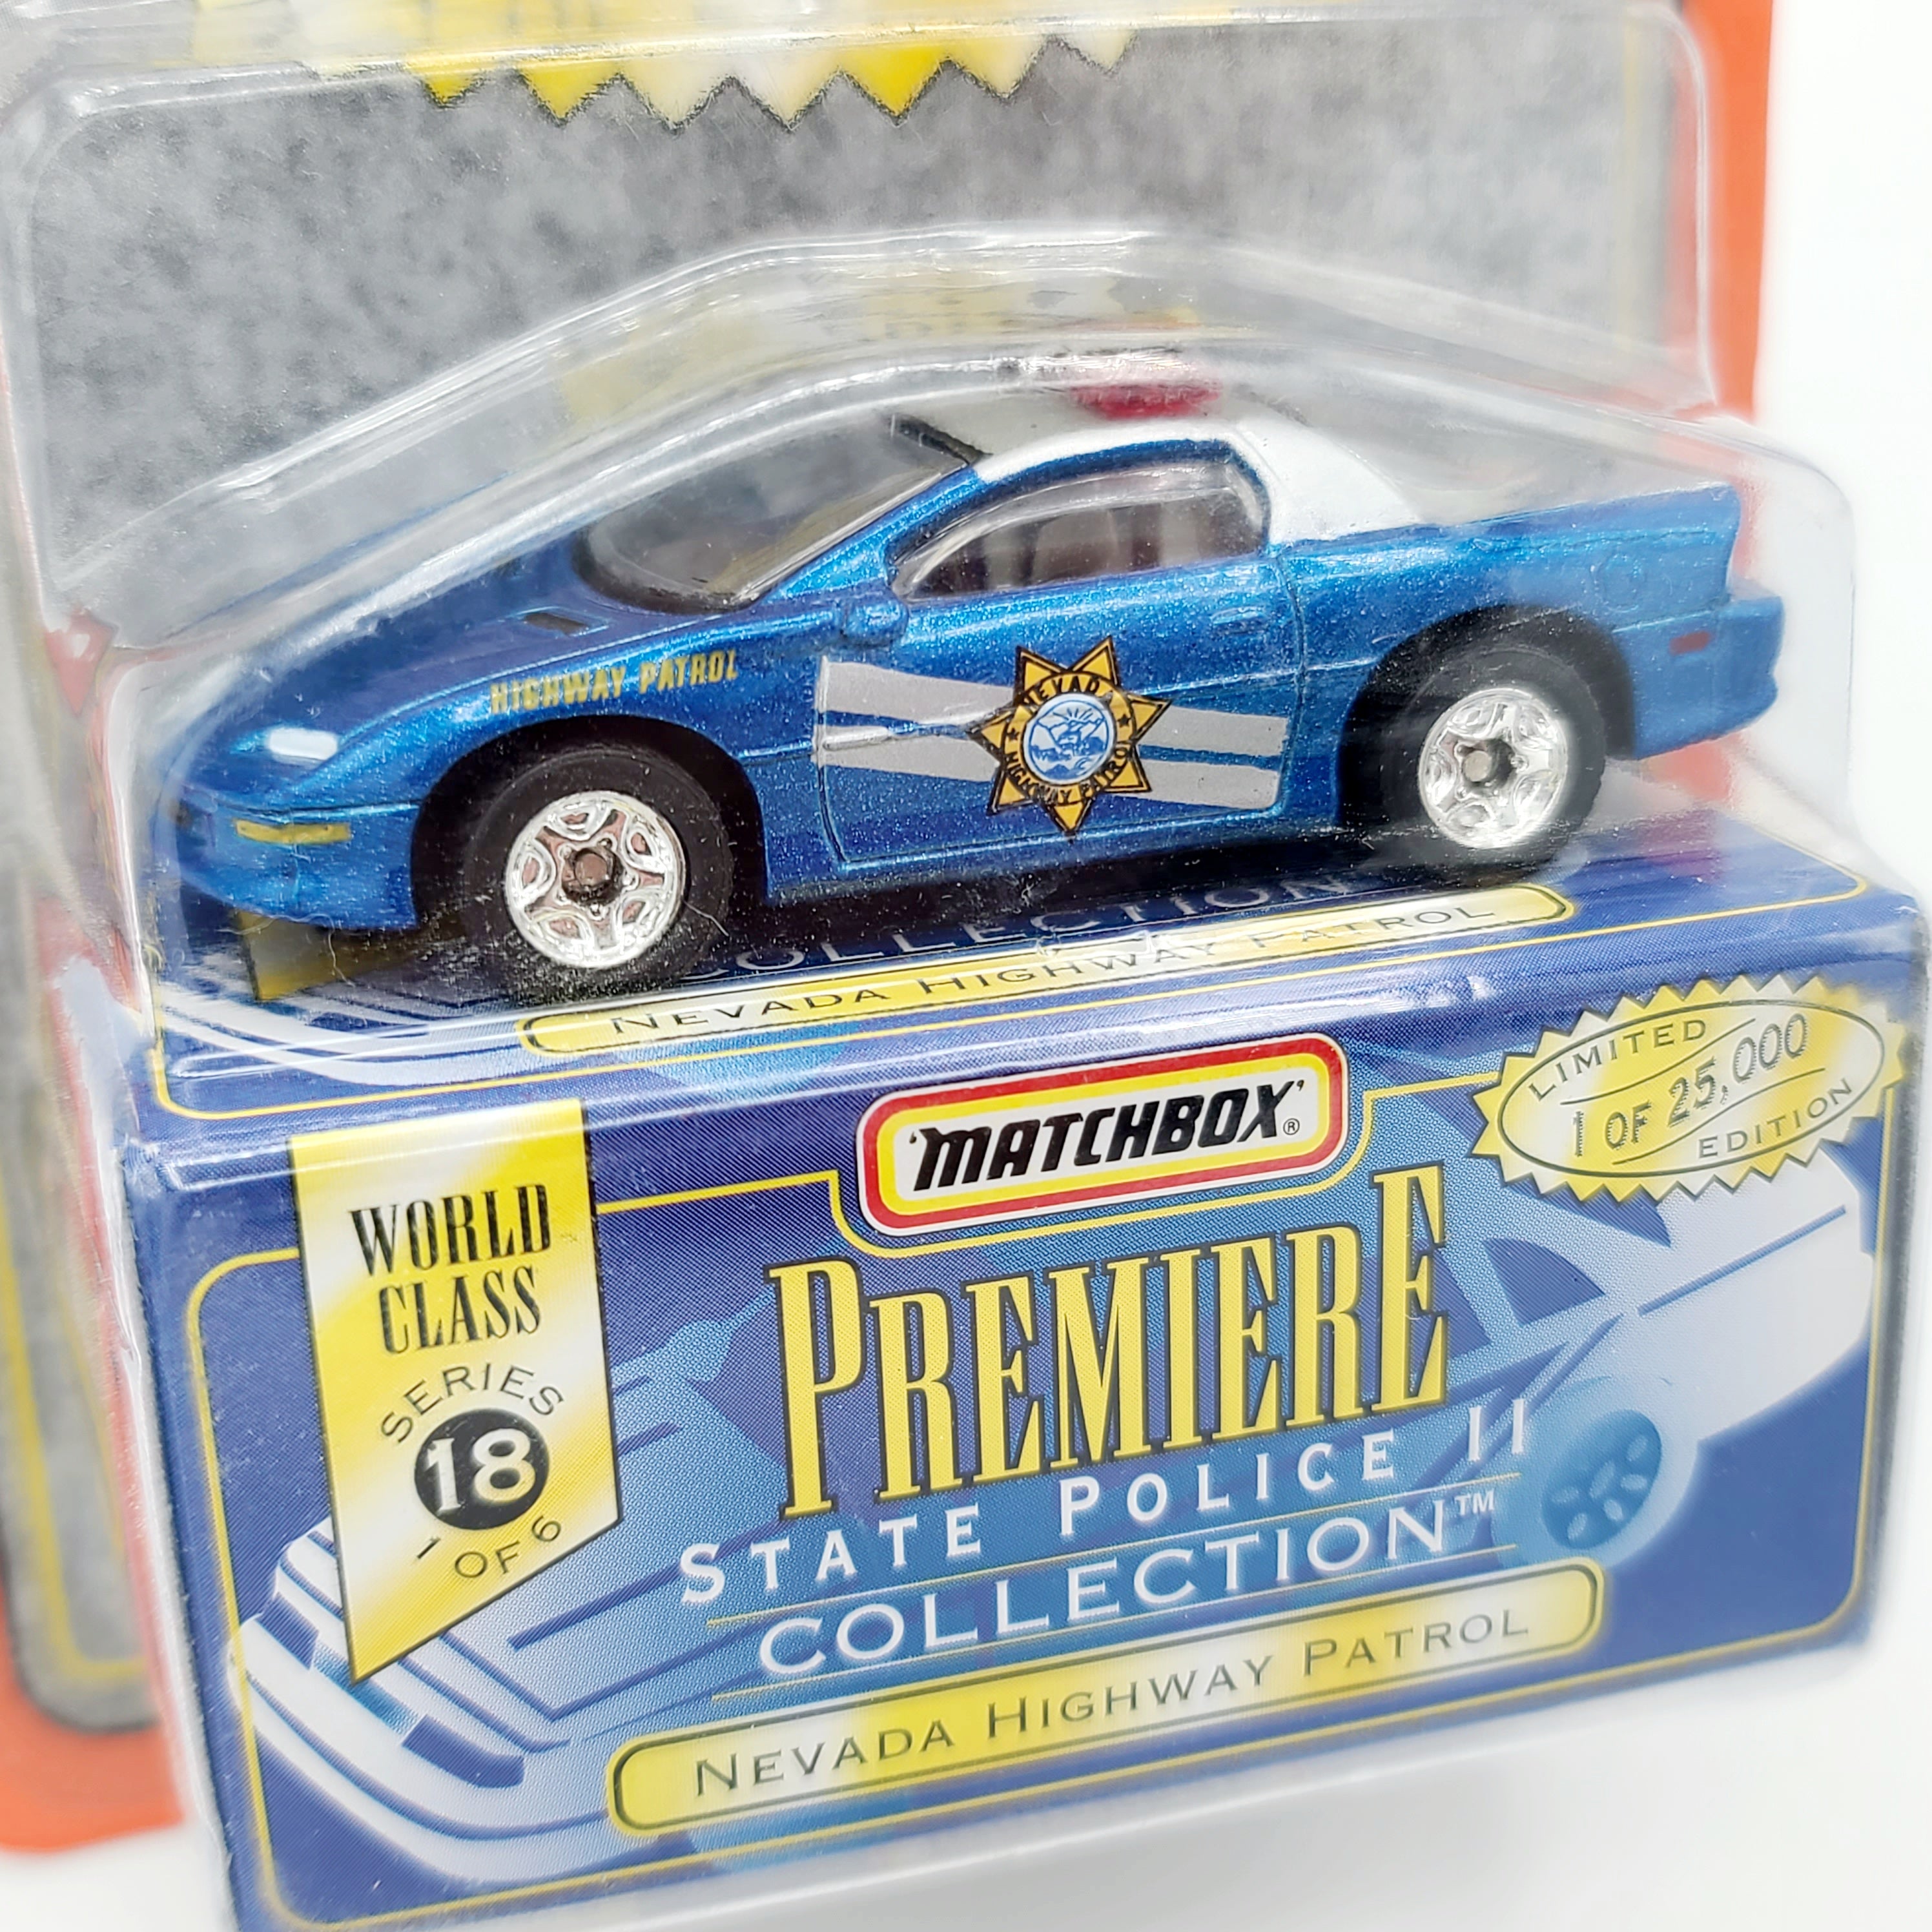 HIGHWAY PATROL
NEVADA
HIGHWAY PATROL
COLLECTION
NEVADA HIGHWAY PATROL
'MATCHBOX'®
LIMITED
1 OF 25,000
EDITION
WORLD
CLASS
SERIES
18
1 OF 6
PREMIERE
STATE POLICE II
COLLECTION™
NEVADA HIGHWAY PATROL